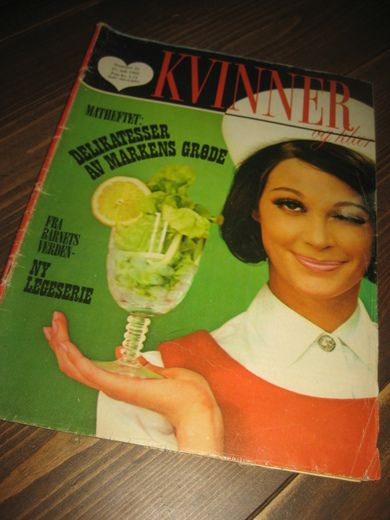 KVINNER
og klær
MATHEFTET:
DELIKATESSER
AV MARKENS GRØDE
FRA
BARNETS
VERDEN-
NY
LEGESERIE